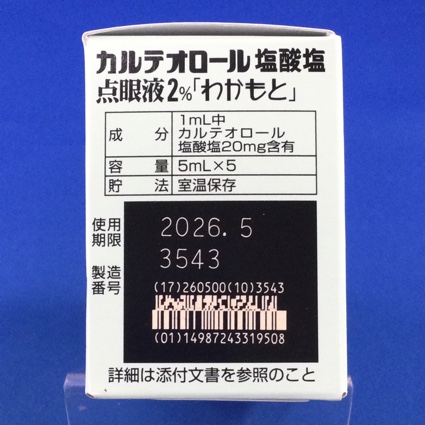 カルテオロール塩酸塩
点眼液2%「わかもと」
成分 1mL中
カルテオロール
塩酸塩20mg含有
容量 5mL×5
貯法 室温保存
使用期限 2026.5
製造番号 3543
(17)260500(10)3543
(01)14987243319508
詳細は添付文書を参照のこと